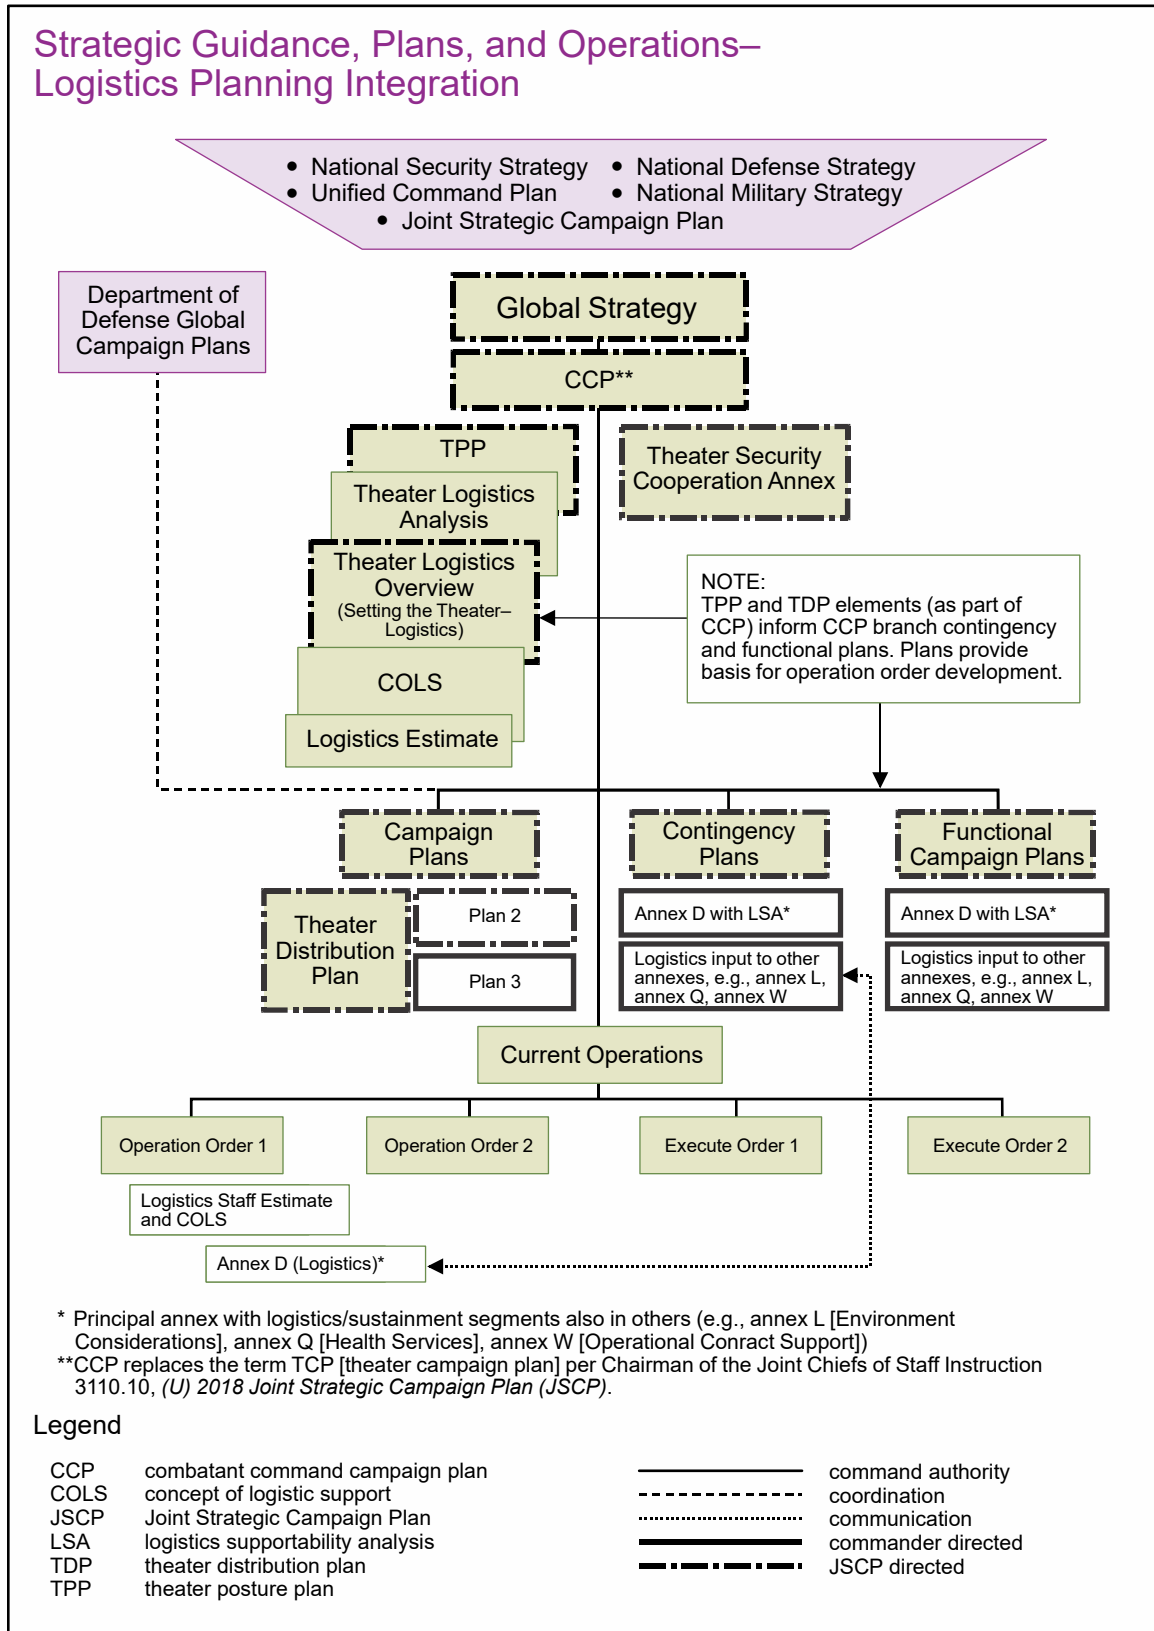 Strategic Guidance, Plans, and Operations–
Logistics Planning Integration
• National Security Strategy • National Defense Strategy
• Unified Command Plan • National Military Strategy
• Joint Strategic Campaign Plan
Department of
Defense Global
Campaign Plans
Global Strategy
CCP**
TPP
Theater Logistics
Analysis
Theater Logistics
Overview
(Setting the Theater–
Logistics)
COLS
Logistics Estimate
Theater Security
Cooperation Annex
NOTE:
TPP and TDP elements (as part of
CCP) inform CCP branch contingency
and functional plans. Plans provide
basis for operation order development.
Campaign
Plans
Theater
Distribution
Plan
Plan 2
Plan 3
Contingency
Plans
Annex D with LSA*
Logistics input to other
annexes, e.g., annex L,
annex Q, annex W
Functional
Campaign Plans
Annex D with LSA*
Logistics input to other
annexes, e.g., annex L,
annex Q, annex W
Current Operations
Operation Order 1
Operation Order 2
Execute Order 1
Execute Order 2
Logistics Staff Estimate
and COLS
Annex D (Logistics)*
* Principal annex with logistics/sustainment segments also in others (e.g., annex L [Environment
Considerations], annex Q [Health Services], annex W [Operational Conract Support])
**CCP replaces the term TCP [theater campaign plan] per Chairman of the Joint Chiefs of Staff Instruction
3110.10, (U) 2018 Joint Strategic Campaign Plan (JSCP).
Legend
CCP combatant command campaign plan
COLS concept of logistic support
JSCP Joint Strategic Campaign Plan
LSA logistics supportability analysis
TDP theater distribution plan
TPP theater posture plan
command authority
coordination
communication
commander directed
JSCP directed